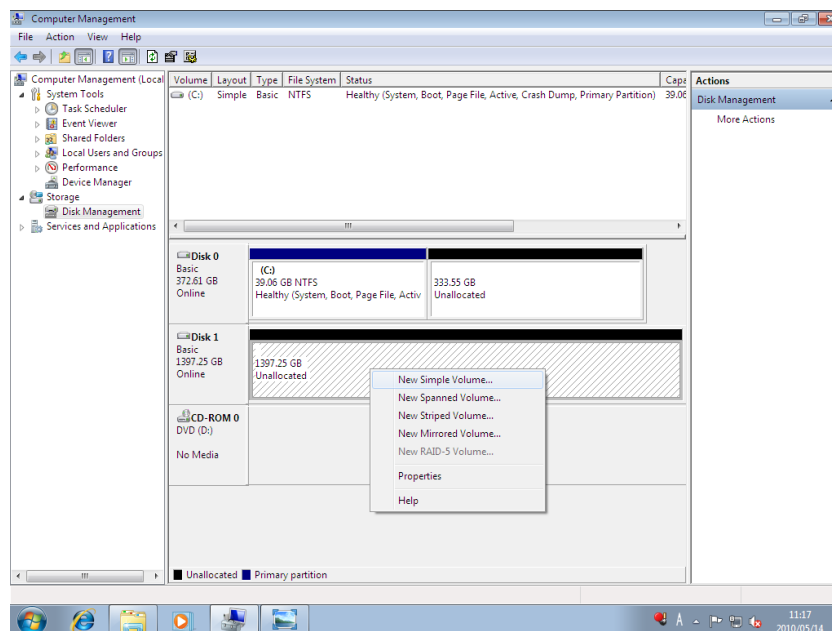 Computer Management
File Action View Help
Computer Management (Local
System Tools
Task Scheduler
Event Viewer
Shared Folders
Local Users and Groups
Performance
Device Manager
Storage
Disk Management
Services and Applications
Volume Layout Type File System Status Capa
(C:) Simple Basic NTFS Healthy (System, Boot, Page File, Active, Crash Dump, Primary Partition) 39.06
Actions
Disk Management
More Actions
Disk 0
Basic
372.61 GB
Online
(C:)
39.06 GB NTFS
Healthy (System, Boot, Page File, Activ
333.55 GB
Unallocated
Disk 1
Basic
1397.25 GB
Online
1397.25 GB
Unallocated
New Simple Volume...
New Spanned Volume...
New Striped Volume...
New Mirrored Volume...
New RAID-5 Volume...
Properties
Help
CD-ROM 0
DVD (D:)
No Media
Unallocated Primary partition
A
11:17
2010/05/14